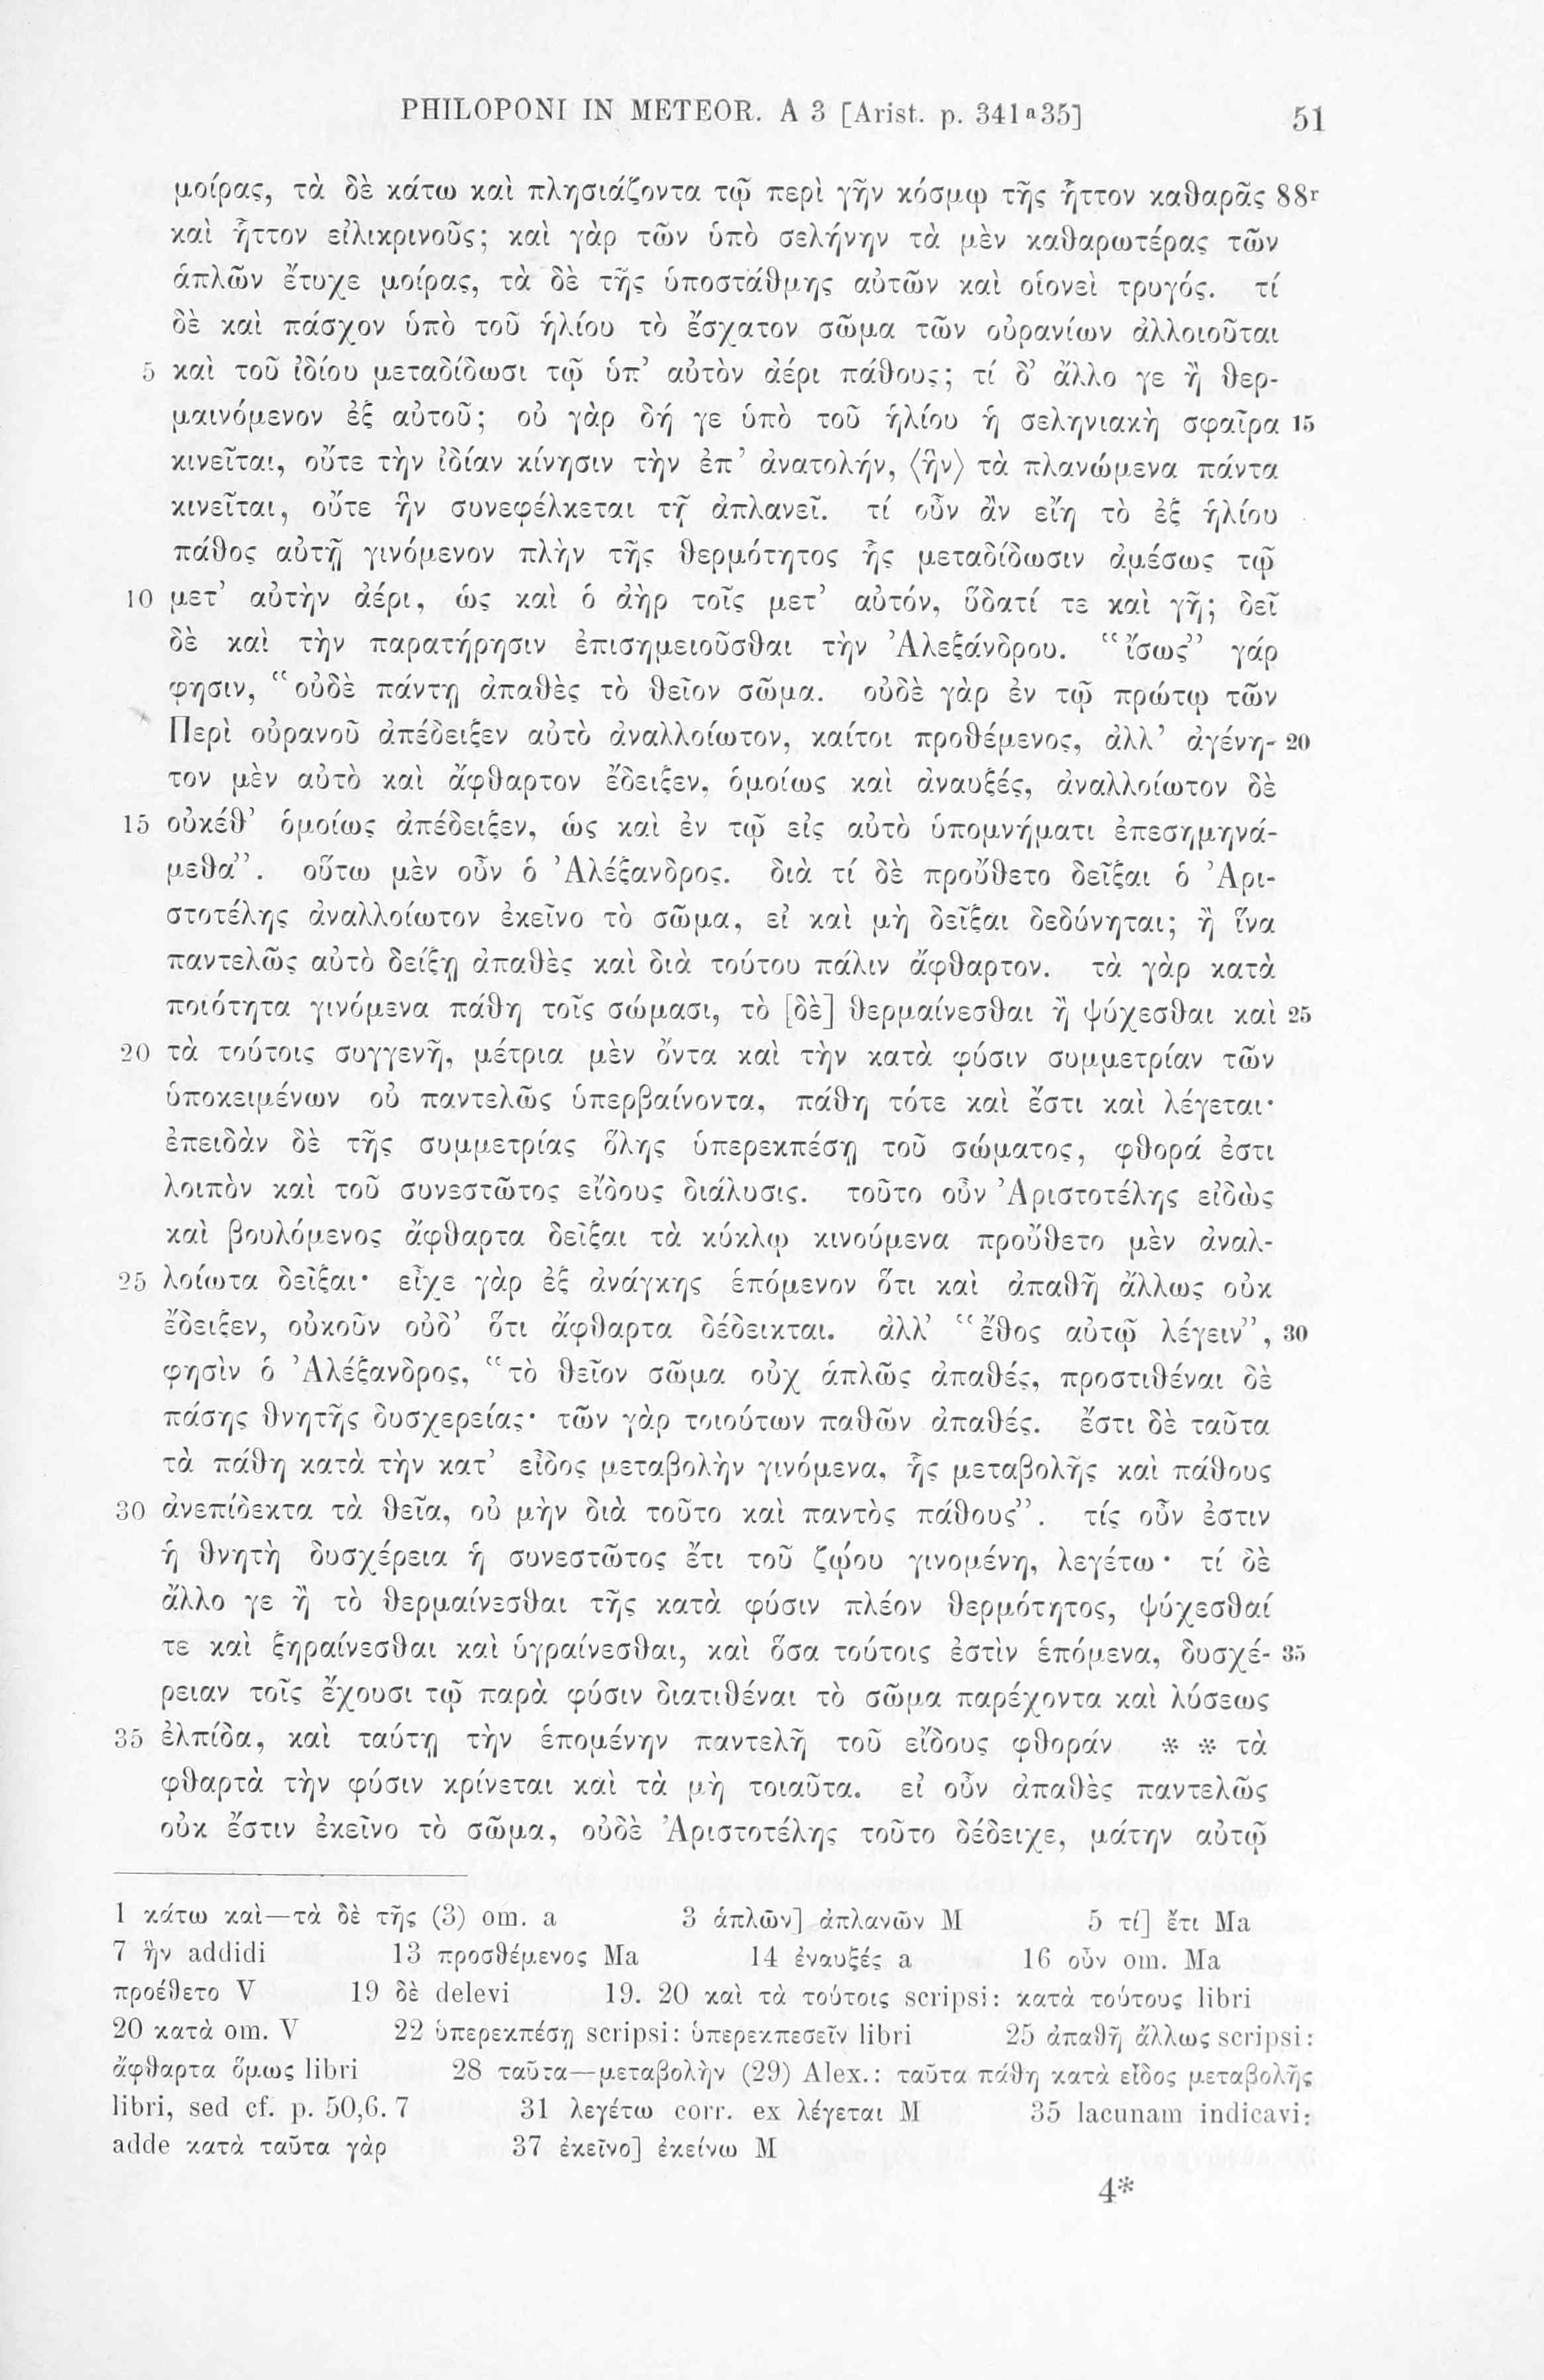 PHILOPONI IN METEOR. A 3 [Arist. p. 341a35] 51
μοίρας, τὰ δὲ κάτω καὶ πλησιάζοντα τῷ περὶ γῆν κόσμῳ τῆς ἧττον καθαρᾶς 88r
καὶ ἧττον εἰλικρινοῦς; καὶ γὰρ τῶν ὑπὸ σελήνην τὰ μὲν καθαρωτέρας τῶν
ἁπλῶν ἔτυχε μοίρας, τὰ δὲ τῆς ὑποστάθμης αὐτῶν καὶ οἱονεὶ τρυγός. τί
δὲ καὶ πάσχον ὑπὸ τοῦ ἡλίου τὸ ἔσχατον σῶμα τῶν οὐρανίων ἀλλοιοῦται
5 καὶ τοῦ ἰδίου μεταδίδωσι τῷ ὑπ’ αὐτὸν ἀέρι πάθους; τί δ’ ἄλλο γε ἢ θερ-
μαινόμενον ἐξ αὐτοῦ; οὐ γὰρ δή γε ὑπὸ τοῦ ἡλίου ἡ σεληνιακὴ σφαῖρα 15
κινεῖται, οὔτε τὴν ἰδίαν κίνησιν τὴν ἐπ’ ἀνατολήν, ⟨ἣν⟩ τὰ πλανώμενα πάντα
κινεῖται, οὔτε ἣν συνεφέλκεται τῇ ἀπλανεῖ. τί οὖν ἂν εἴη τὸ ἐξ ἡλίου
πάθος αὐτῇ γινόμενον πλὴν τῆς θερμότητος ἧς μεταδίδωσιν ἀμέσως τῷ
10 μετ’ αὐτὴν ἀέρι, ὡς καὶ ὁ ἀὴρ τοῖς μετ’ αὐτόν, ὕδατί τε καὶ γῇ; δεῖ
δὲ καὶ τὴν παρατήρησιν ἐπισημειοῦσθαι τὴν Ἀλεξάνδρου. “ἴσως” γάρ
φησιν, “οὐδὲ πάντῃ ἀπαθὲς τὸ θεῖον σῶμα. οὐδὲ γὰρ ἐν τῷ πρώτῳ τῶν
Περὶ οὐρανοῦ ἀπέδειξεν αὐτὸ ἀναλλοίωτον, καίτοι προθέμενος, ἀλλ’ ἀγένη- 20
τον μὲν αὐτὸ καὶ ἄφθαρτον ἔδειξεν, ὁμοίως καὶ ἀναυξές, ἀναλλοίωτον δὲ
15 οὐκέθ’ ὁμοίως ἀπέδειξεν, ὡς καὶ ἐν τῷ εἰς αὐτὸ ὑπομνήματι ἐπεσημηνά-
μεθα”. οὕτω μὲν οὖν ὁ Ἀλέξανδρος. διὰ τί δὲ προὔθετο δεῖξαι ὁ Ἀρι-
στοτέλης ἀναλλοίωτον ἐκεῖνο τὸ σῶμα, εἰ καὶ μὴ δεῖξαι δεδύνηται; ἢ ἵνα
παντελῶς αὐτὸ δείξῃ ἀπαθὲς καὶ διὰ τούτου πάλιν ἄφθαρτον. τὰ γὰρ κατὰ
ποιότητα γινόμενα πάθη τοῖς σώμασι, τὸ [δὲ] θερμαίνεσθαι ἢ ψύχεσθαι καὶ 25
20 τὰ τούτοις συγγενῆ, μέτρια μὲν ὄντα καὶ τὴν κατὰ φύσιν συμμετρίαν τῶν
ὑποκειμένων οὐ παντελῶς ὑπερβαίνοντα, πάθη τότε καὶ ἔστι καὶ λέγεται·
ἐπειδὰν δὲ τῆς συμμετρίας ὅλης ὑπερεκπέσῃ τοῦ σώματος, φθορά ἐστι
λοιπὸν καὶ τοῦ συνεστῶτος εἴδους διάλυσις. τοῦτο οὖν Ἀριστοτέλης εἰδὼς
καὶ βουλόμενος ἄφθαρτα δεῖξαι τὰ κύκλῳ κινούμενα προὔθετο μὲν ἀναλ-
25 λοίωτα δεῖξαι· εἶχε γὰρ ἐξ ἀνάγκης ἑπόμενον ὅτι καὶ ἀπαθῆ ἄλλως οὐκ
ἔδειξεν, οὐκοῦν οὐδ’ ὅτι ἄφθαρτα δέδεικται. ἀλλ’ “ἔθος αὐτῷ λέγειν”, 30
φησὶν ὁ Ἀλέξανδρος, “τὸ θεῖον σῶμα οὐχ ἁπλῶς ἀπαθές, προστιθέναι δὲ
πάσης θνητῆς δυσχερείας· τῶν γὰρ τοιούτων παθῶν ἀπαθές. ἔστι δὲ ταῦτα
τὰ πάθη κατὰ τὴν κατ’ εἶδος μεταβολὴν γινόμενα, ἧς μεταβολῆς καὶ πάθους
30 ἀνεπίδεκτα τὰ θεῖα, οὐ μὴν διὰ τοῦτο καὶ παντὸς πάθους”. τίς οὖν ἐστιν
ἡ θνητὴ δυσχέρεια ἡ συνεστῶτος ἔτι τοῦ ζῴου γινομένη, λεγέτω· τί δὲ
ἄλλο γε ἢ τὸ θερμαίνεσθαι τῆς κατὰ φύσιν πλέον θερμότητος, ψύχεσθαί
τε καὶ ξηραίνεσθαι καὶ ὑγραίνεσθαι, καὶ ὅσα τούτοις ἐστὶν ἑπόμενα, δυσχέ- 35
ρειαν τοῖς ἔχουσι τῷ παρὰ φύσιν διατιθέναι τὸ σῶμα παρέχοντα καὶ λύσεως
35 ἐλπίδα, καὶ ταύτῃ τὴν ἑπομένην παντελῆ τοῦ εἴδους φθοράν * * τὰ
φθαρτὰ τὴν φύσιν κρίνεται καὶ τὰ μὴ τοιαῦτα. εἰ οὖν ἀπαθὲς παντελῶς
οὐκ ἔστιν ἐκεῖνο τὸ σῶμα, οὐδὲ Ἀριστοτέλης τοῦτο δέδειχε, μάτην αὐτῷ
1 κάτω καὶ—τὰ δὲ τῆς (3) om. a 3 ἁπλῶν] ἀπλανῶν M 5 τί] ἔτι Ma
7 ἣν addidi 13 προσθέμενος Ma 14 ἐναυξές a 16 οὖν om. Ma
προέθετο V 19 δὲ delevi 19. 20 καὶ τὰ τούτοις scripsi: κατὰ τούτους libri
20 κατὰ om. V 22 ὑπερεκπέσῃ scripsi: ὑπερεκπεσεῖν libri 25 ἀπαθῆ ἄλλως scripsi:
ἄφθαρτα ὅμως libri 28 ταῦτα—μεταβολὴν (29) Alex.: ταῦτα πάθη κατὰ εἶδος μεταβολῆς
libri, sed cf. p. 50,6. 7 31 λεγέτω corr. ex λέγεται M 35 lacunam indicavi:
adde κατὰ ταῦτα γὰρ 37 ἐκεῖνο] ἐκείνω M
4*